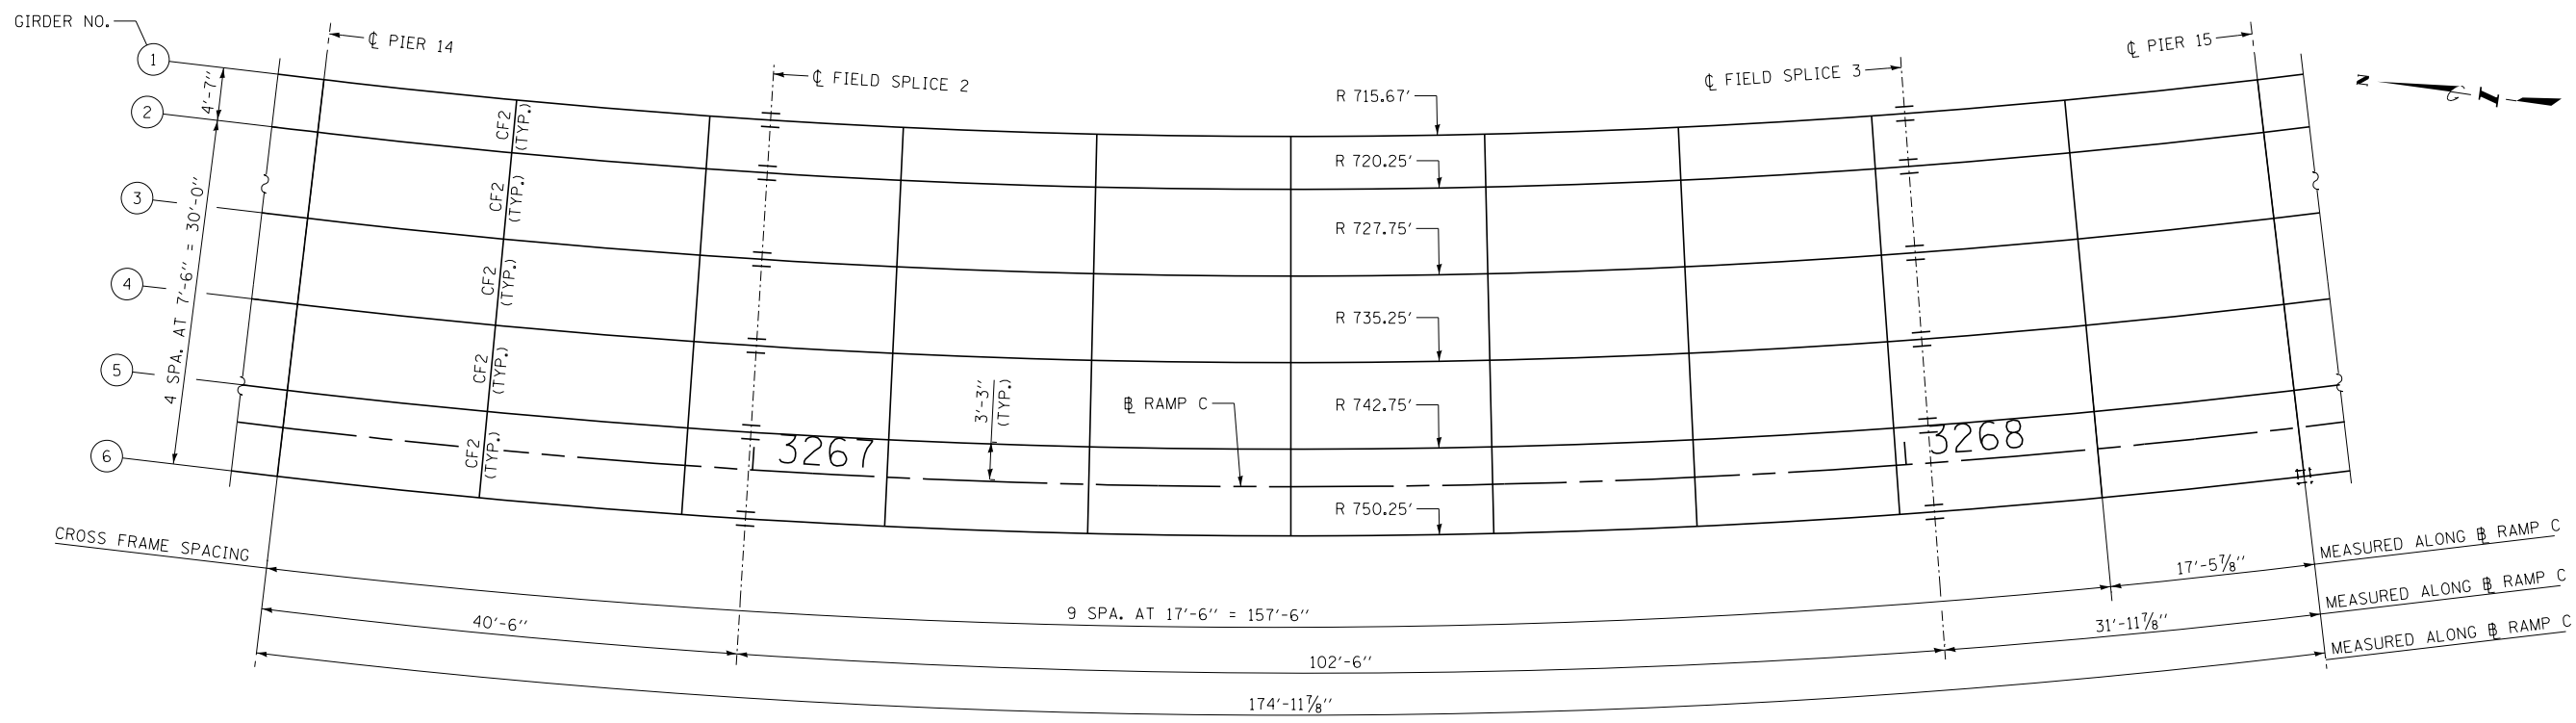 GIRDER NO.
1
2
3
4
5
6
4'-7"
4 SPA. AT 7'-6" = 30'-0"
℄ PIER 14
℄ FIELD SPLICE 2
℄ FIELD SPLICE 3
℄ PIER 15
N
CF2
(TYP.)
CF2
(TYP.)
CF2
(TYP.)
CF2
(TYP.)
CF2
(TYP.)
R 715.67'
R 720.25'
R 727.75'
R 735.25'
R 742.75'
R 750.25'
3'-3"
(TYP.)
BL RAMP C
3267
3268
CROSS FRAME SPACING
9 SPA. AT 17'-6" = 157'-6"
17'-5⅞"
MEASURED ALONG BL RAMP C
40'-6"
102'-6"
31'-11⅞"
MEASURED ALONG BL RAMP C
174'-11⅞"
MEASURED ALONG BL RAMP C